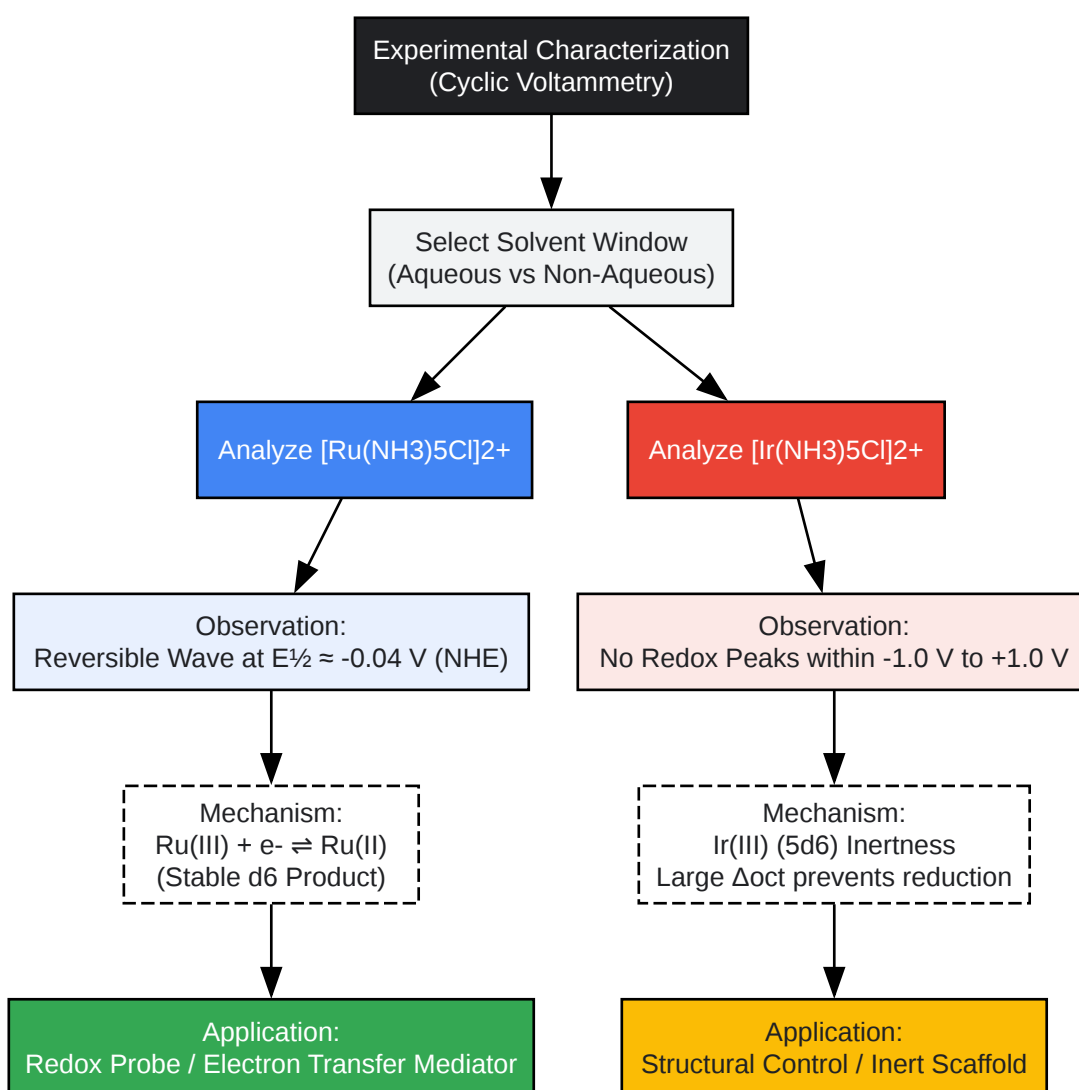 Experimental Characterization
(Cyclic Voltammetry)
Select Solvent Window
(Aqueous vs Non-Aqueous)
Analyze [Ru(NH3)5Cl]2+
Analyze [Ir(NH3)5Cl]2+
Observation:
Reversible Wave at E½ ≈ -0.04 V (NHE)
Observation:
No Redox Peaks within -1.0 V to +1.0 V
Mechanism:
Ru(III) + e- ⇌ Ru(II)
(Stable d6 Product)
Mechanism:
Ir(III) (5d6) Inertness
Large Δoct prevents reduction
Application:
Redox Probe / Electron Transfer Mediator
Application:
Structural Control / Inert Scaffold